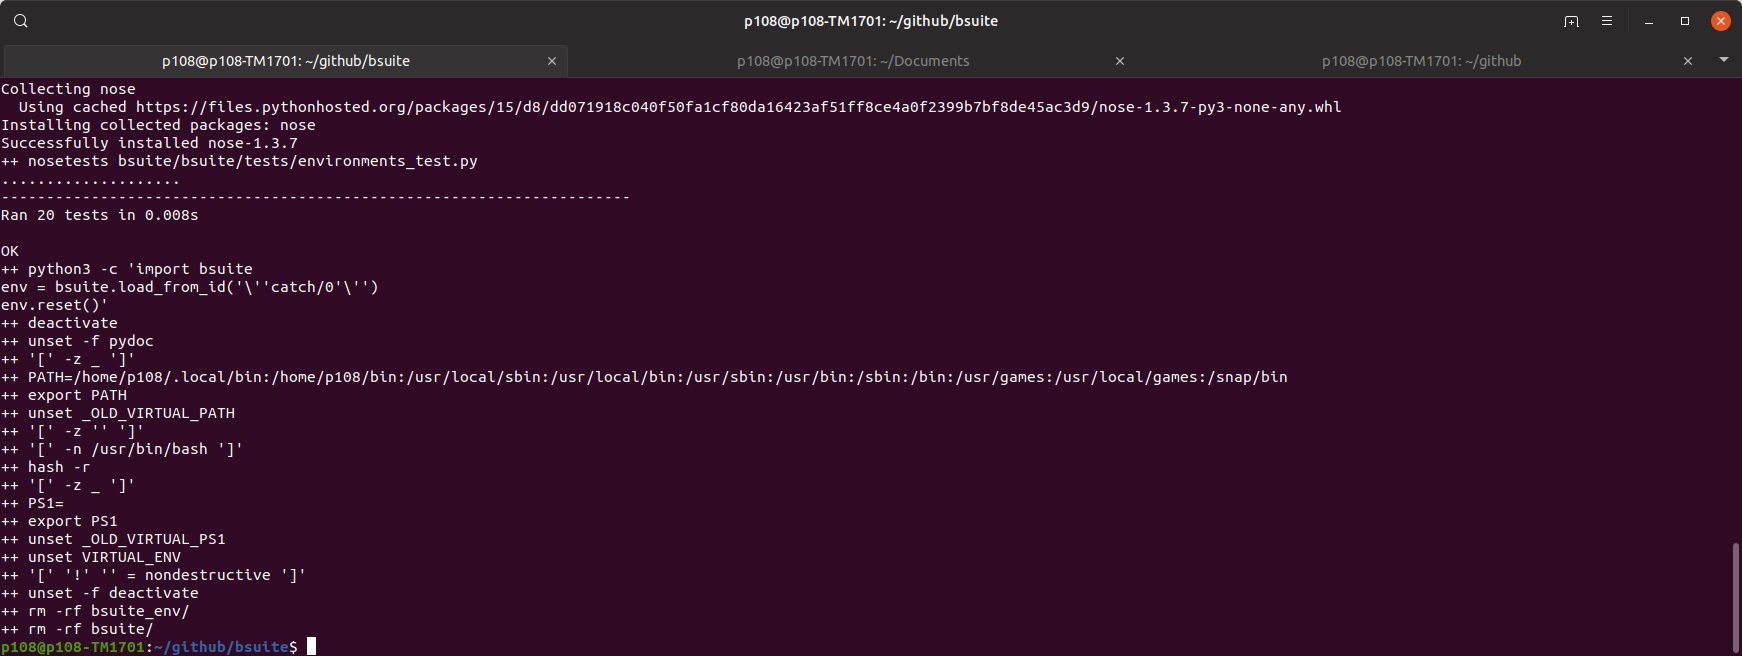 p108@p108-TM1701: ~/github/bsuite
p108@p108-TM1701: ~/github/bsuite
p108@p108-TM1701: ~/Documents
p108@p108-TM1701: ~/github
Collecting nose
  Using cached https://files.pythonhosted.org/packages/15/d8/dd071918c040f50fa1cf80da16423af51ff8ce4a0f2399b7bf8de45ac3d9/nose-1.3.7-py3-none-any.whl
Installing collected packages: nose
Successfully installed nose-1.3.7
++ nosetests bsuite/bsuite/tests/environments_test.py
....................
----------------------------------------------------------------------
Ran 20 tests in 0.008s
OK
++ python3 -c 'import bsuite
env = bsuite.load_from_id('\''catch/0'\'')
env.reset()'
++ deactivate
++ unset -f pydoc
++ '[' -z _ ']'
++ PATH=/home/p108/.local/bin:/home/p108/bin:/usr/local/sbin:/usr/local/bin:/usr/sbin:/usr/bin:/sbin:/bin:/usr/games:/usr/local/games:/snap/bin
++ export PATH
++ unset _OLD_VIRTUAL_PATH
++ '[' -z '' ']'
++ '[' -n /usr/bin/bash ']'
++ hash -r
++ '[' -z _ ']'
++ PS1=
++ export PS1
++ unset _OLD_VIRTUAL_PS1
++ unset VIRTUAL_ENV
++ '[' '!' '' = nondestructive ']'
++ unset -f deactivate
++ rm -rf bsuite_env/
++ rm -rf bsuite/
p108@p108-TM1701:~/github/bsuite$